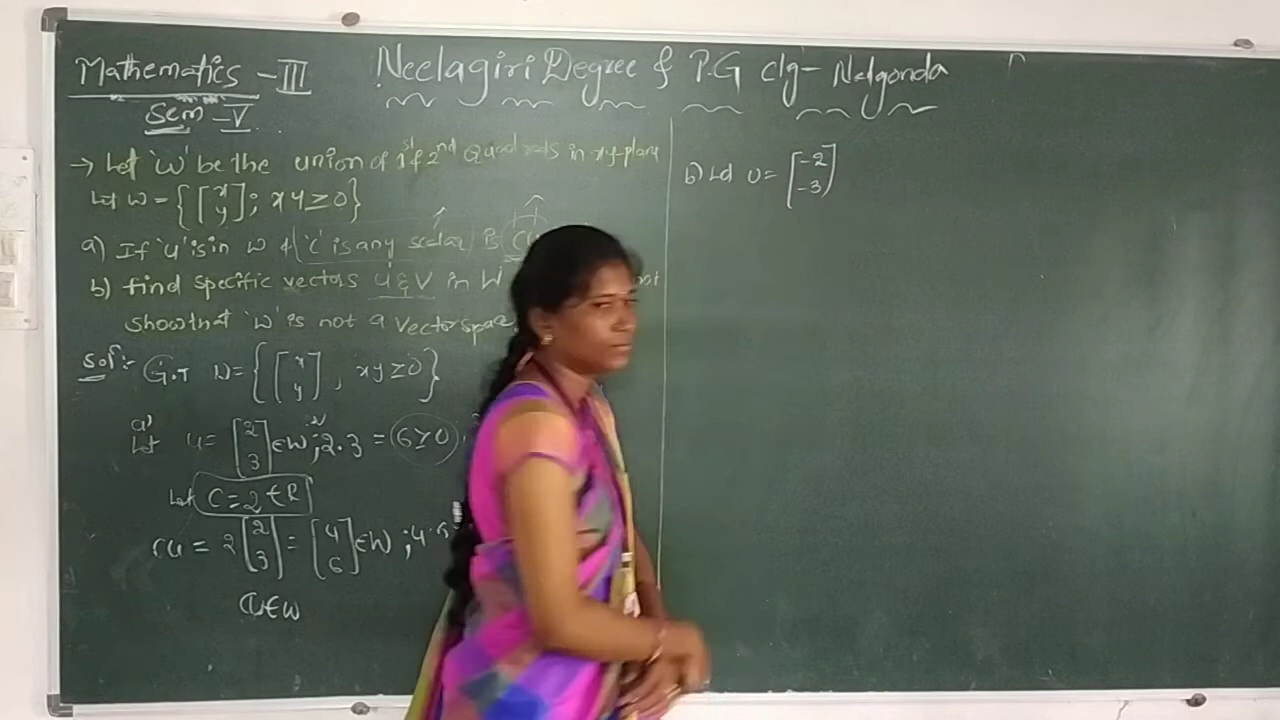 Mathematics - III
Sem - V
Neelagiri Degree & P.G clg - Nalgonda
→ Let 'W' be the union of 1st & 2nd Quadrats in xy-plane
Let W = { [x y] ; xy ≥ 0 }
a) If 'u' is in W & 'c' is any scalar is
b) find specific vectors u & v in W
show that 'W' is not a vector space.
Sol:- G.T W = { [x y] , xy ≥ 0 }
a)
Let u = [2 3] ∈ W ; 2·3 = 6 ≥ 0
Let C = 2 ∈ R
cu = 2 [2 3] = [4 6] ∈ W ; 4·6
cu ∈ W
b) Let u = [-2 -3]